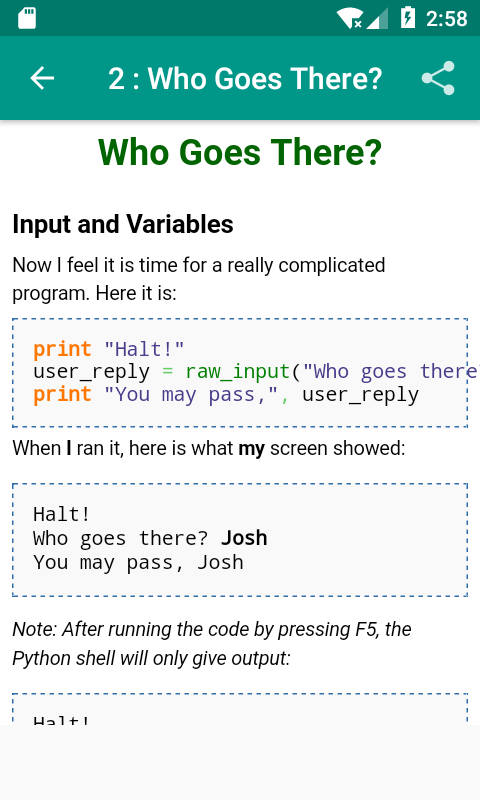 2:58
2 : Who Goes There?
Who Goes There?
Input and Variables
Now I feel it is time for a really complicated
program. Here it is:
print "Halt!"
user_reply = raw_input("Who goes there
print "You may pass,", user_reply
When I ran it, here is what my screen showed:
Halt!
Who goes there? Josh
You may pass, Josh
Note: After running the code by pressing F5, the
Python shell will only give output:
Halt!